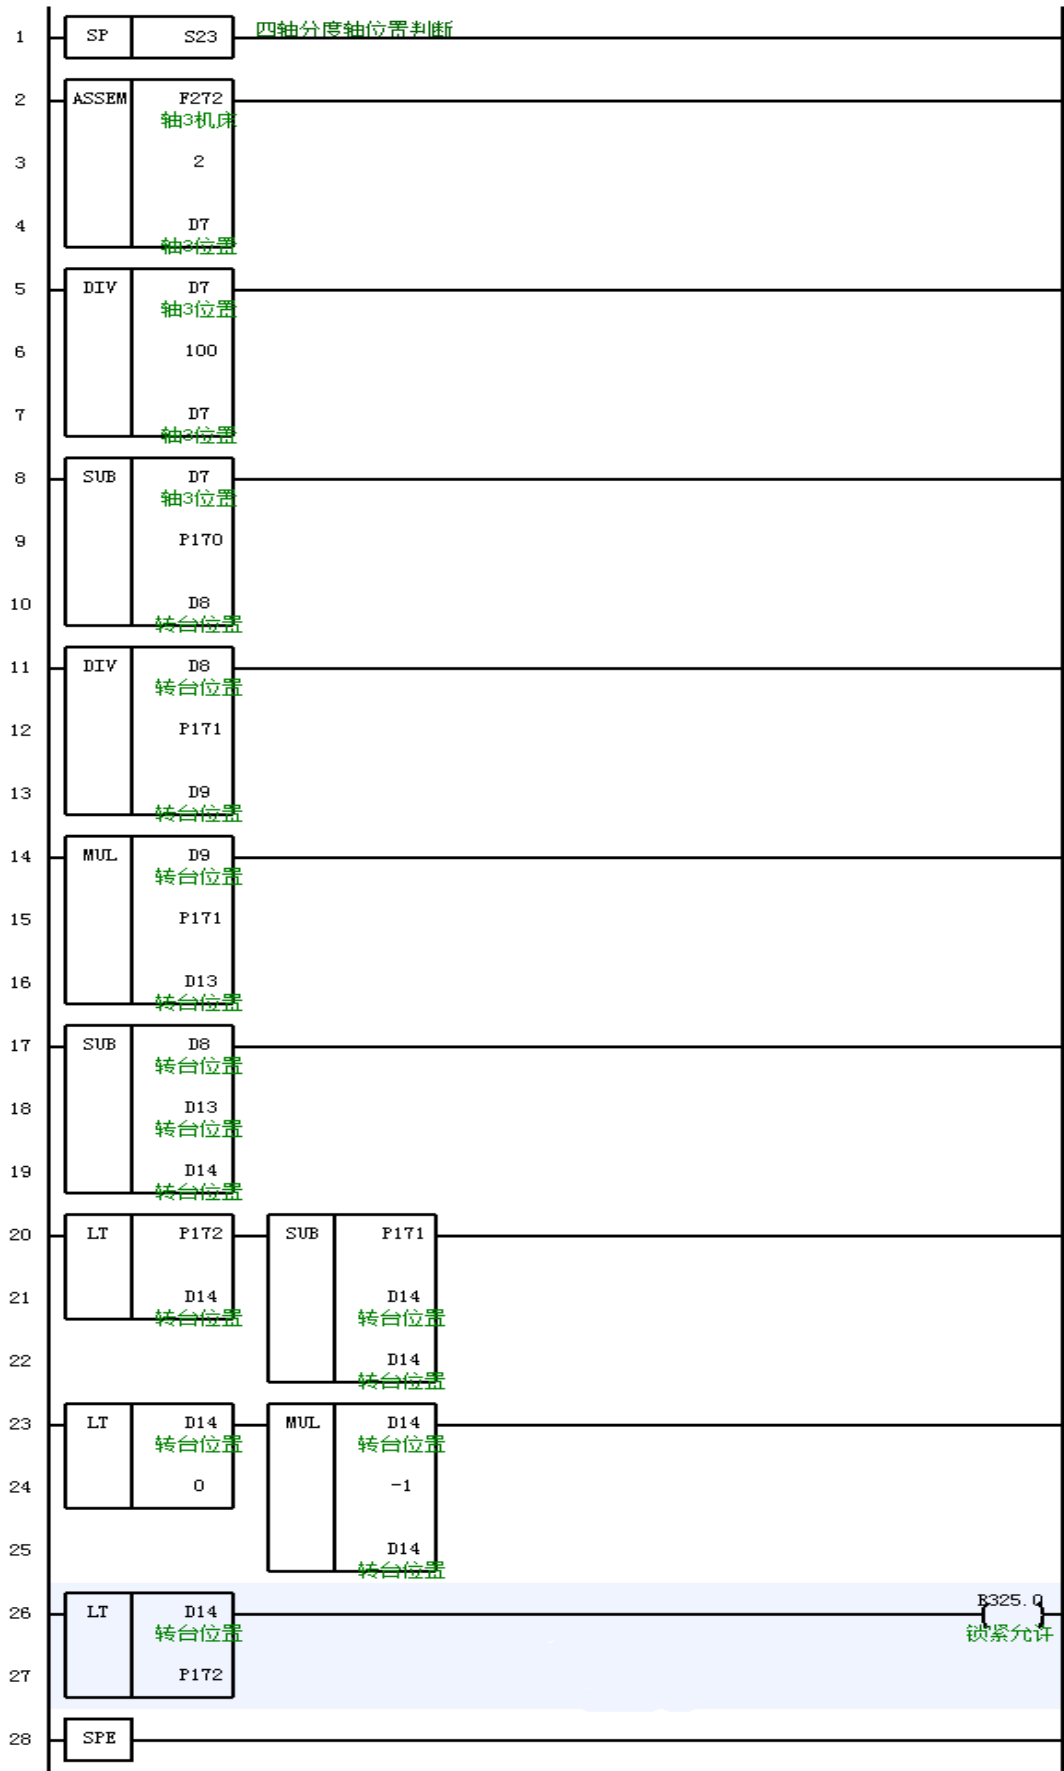 1 SP S23 四轴分度轴位置判断
2 ASSEM F272
轴3机床
3 2
4 D7
轴3位置
5 DIV D7
轴3位置
6 100
7 D7
轴3位置
8 SUB D7
轴3位置
9 P170
10 D8
转台位置
11 DIV D8
转台位置
12 P171
13 D9
转台位置
14 MUL D9
转台位置
15 P171
16 D13
转台位置
17 SUB D8
转台位置
18 D13
转台位置
19 D14
转台位置
20 LT P172 SUB P171
21 D14 D14
转台位置 转台位置
22 D14
转台位置
23 LT D14 MUL D14
转台位置 转台位置
24 0 -1
25 D14
转台位置
26 LT D14 R325.0
转台位置 锁紧允许
27 P172
28 SPE